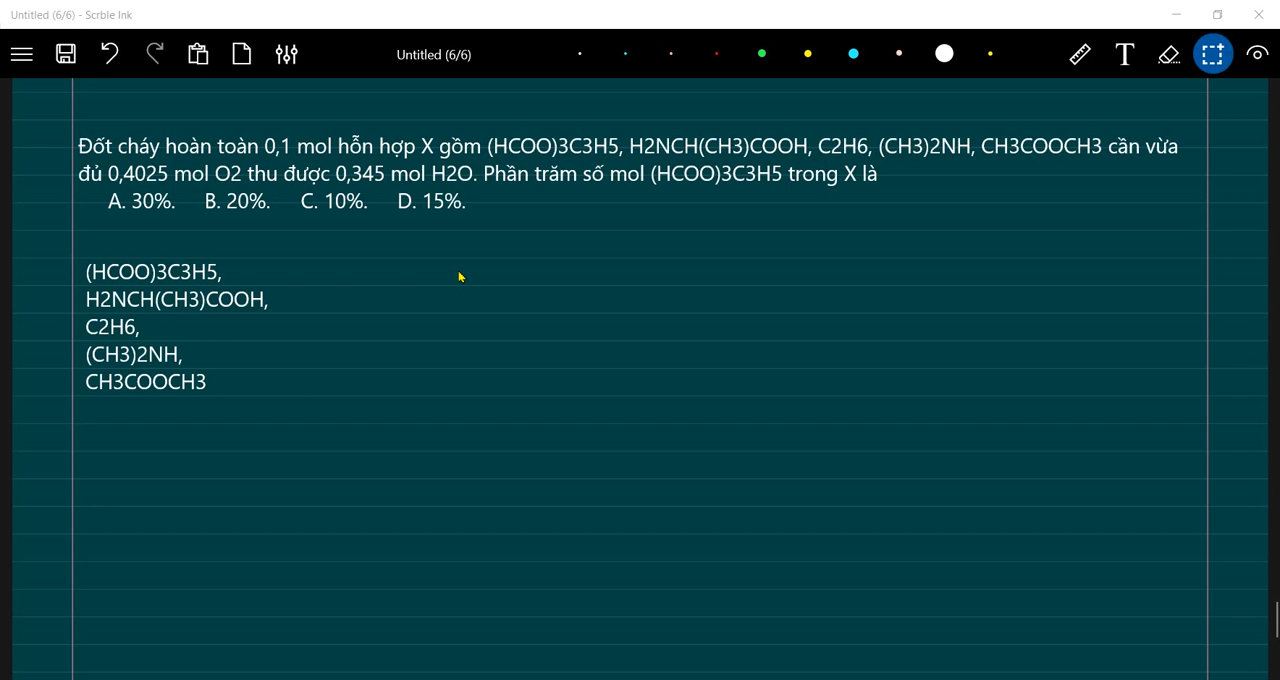 Untitled (6/6) - Scrble Ink
Untitled (6/6)
T
Đốt cháy hoàn toàn 0,1 mol hỗn hợp X gồm (HCOO)3C3H5, H2NCH(CH3)COOH, C2H6, (CH3)2NH, CH3COOCH3 cần vừa
đủ 0,4025 mol O2 thu được 0,345 mol H2O. Phần trăm số mol (HCOO)3C3H5 trong X là
A. 30%. B. 20%. C. 10%. D. 15%.
(HCOO)3C3H5,
H2NCH(CH3)COOH,
C2H6,
(CH3)2NH,
CH3COOCH3